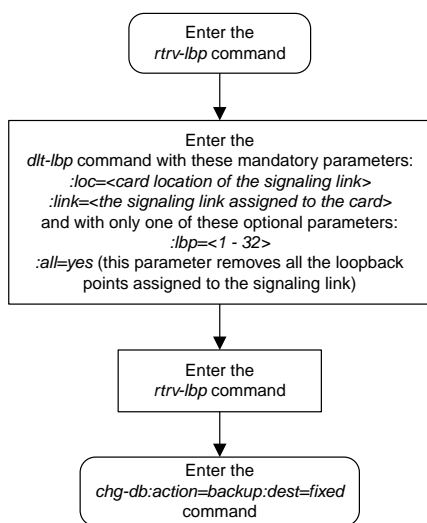 Enter the
rtrv-lbp command
Enter the
dlt-lbp command with these mandatory parameters:
:loc=<card location of the signaling link>
:link=<the signaling link assigned to the card>
and with only one of these optional parameters:
:lbp=<1 - 32>
:all=yes (this parameter removes all the loopback
points assigned to the signaling link)
Enter the
rtrv-lbp command
Enter the
chg-db:action=backup:dest=fixed
command